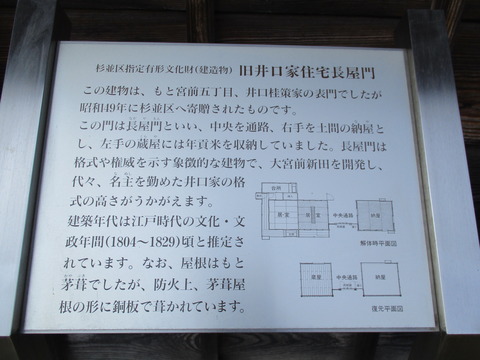 杉並区指定有形文化財(建造物) 旧井口家住宅長屋門
この建物は、もと宮前五丁目、井口桂策家の表門でしたが
昭和49年に杉並区へ寄贈されたものです。
この門は長屋門といい、中央を通路、右手を土間の納屋と
し、左手の蔵屋には年貢米を収納していました。長屋門は
格式や権威を示す象徴的な建物で、大宮前新田を開発し、
代々、名主を勤めた井口家の格
式の高さがうかがえます。
建築年代は江戸時代の文化・文
政年間(1804〜1829)頃と推定さ
れています。なお、屋根はもと
茅葺でしたが、防火上、茅葺屋
根の形に銅板で葺かれています。
台所
居室
中央通路
納屋
解体時平面図
蔵屋
中央通路
納屋
復元平面図